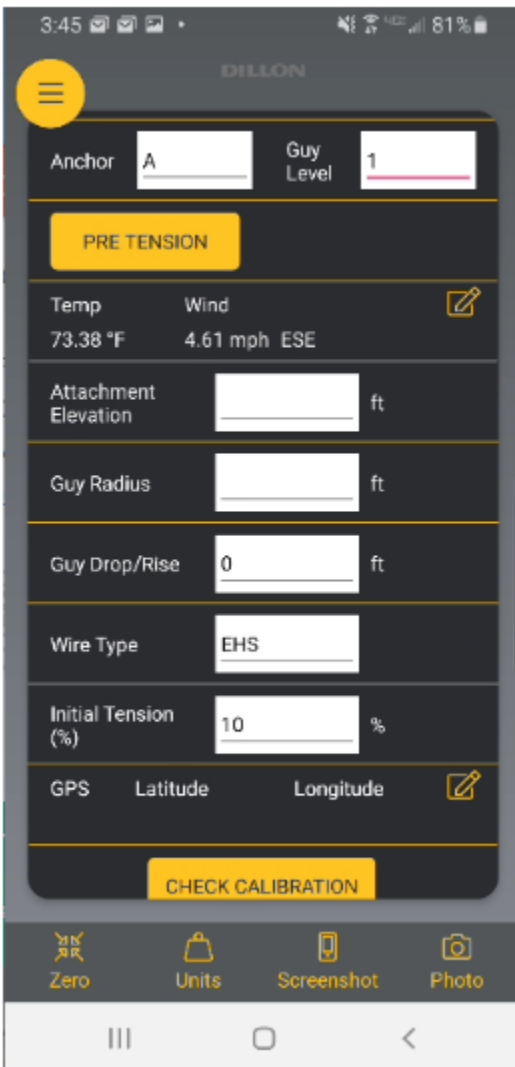 3:45 81%
DILLON
Anchor A Guy Level 1
PRE TENSION
Temp Wind
73.38 °F 4.61 mph ESE
Attachment Elevation ft
Guy Radius ft
Guy Drop/Rise 0 ft
Wire Type EHS
Initial Tension (%) 10 %
GPS Latitude Longitude
CHECK CALIBRATION
Zero Units Screenshot Photo